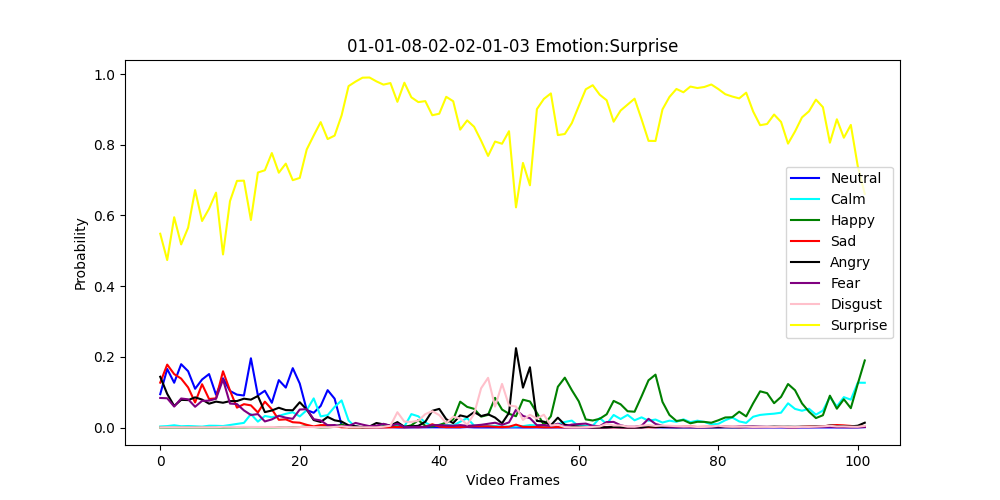 01-01-08-02-02-01-03 Emotion:Surprise
1.0
0.8
0.6
0.4
0.2
0.0
Probability
Neutral
Calm
Happy
Sad
Angry
Fear
Disgust
Surprise
0 20 40 60 80 100
Video Frames